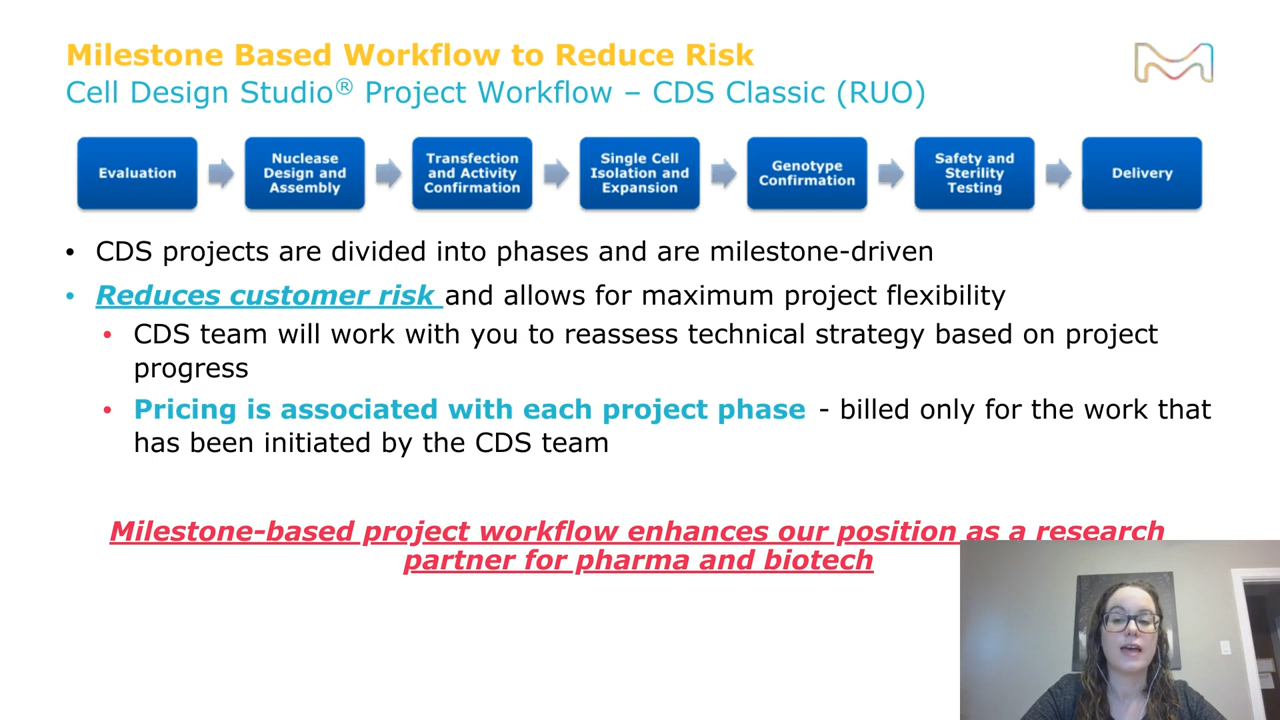 Milestone Based Workflow to Reduce Risk
Cell Design Studio® Project Workflow – CDS Classic (RUO)
Evaluation
Nuclease
Design and
Assembly
Transfection
and Activity
Confirmation
Single Cell
Isolation and
Expansion
Genotype
Confirmation
Safety and
Sterility
Testing
Delivery
• CDS projects are divided into phases and are milestone-driven
• Reduces customer risk and allows for maximum project flexibility
• CDS team will work with you to reassess technical strategy based on project
progress
• Pricing is associated with each project phase - billed only for the work that
has been initiated by the CDS team
Milestone-based project workflow enhances our position as a research
partner for pharma and biotech